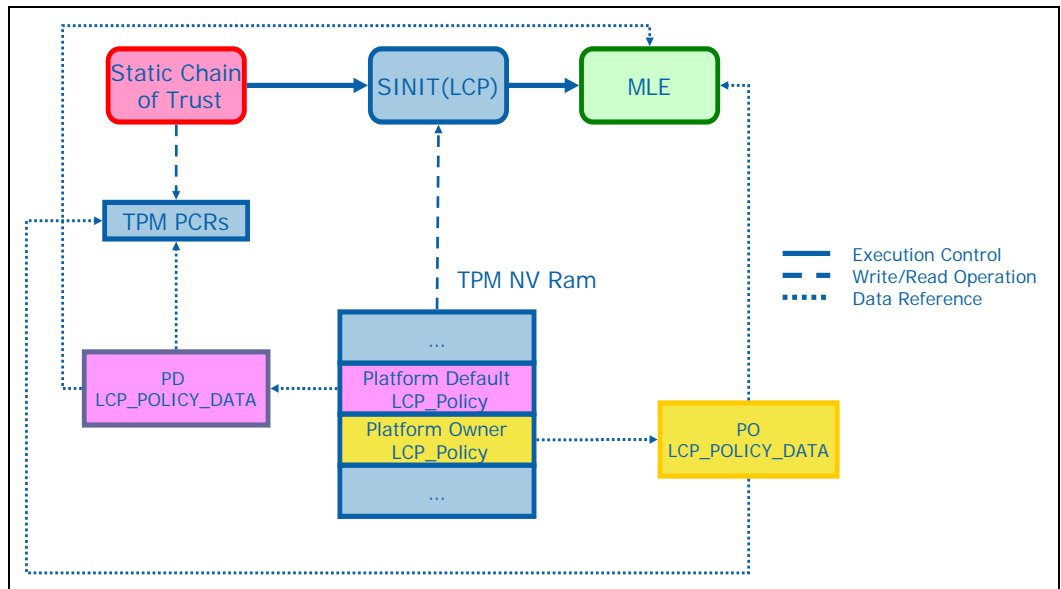 Static Chain
of Trust
SINIT(LCP)
MLE
TPM PCRs
Execution Control
Write/Read Operation
Data Reference
TPM NV Ram
...
PD
LCP_POLICY_DATA
Platform Default
LCP_Policy
Platform Owner
LCP_Policy
PO
LCP_POLICY_DATA
...